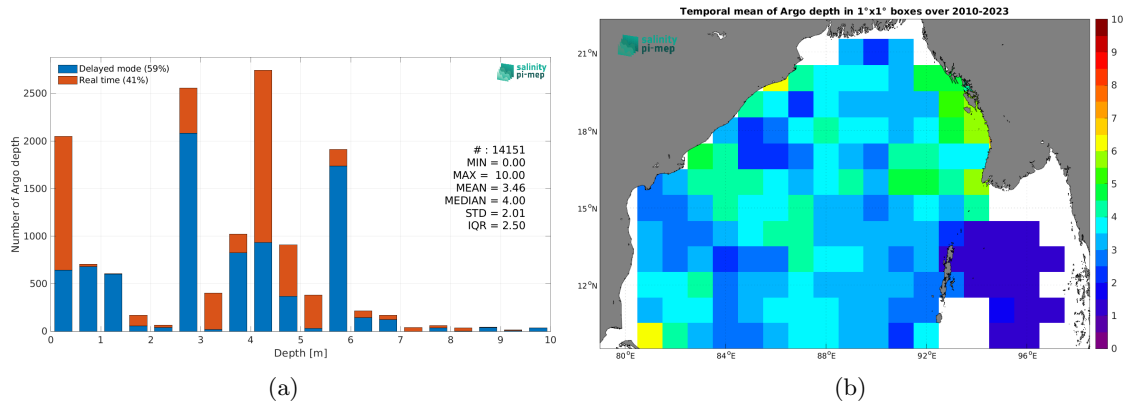 Delayed mode (59%)
Real time (41%)
salinity
pi-mep
# : 14151
MIN = 0.00
MAX = 10.00
MEAN = 3.46
MEDIAN = 4.00
STD = 2.01
IQR = 2.50
Number of Argo depth
2500
2000
1500
1000
500
0
0 1 2 3 4 5 6 7 8 9 10
Depth [m]
(a)
Temporal mean of Argo depth in 1°x1° boxes over 2010-2023
salinity
pi-mep
21°N
18°N
15°N
12°N
80°E 84°E 88°E 92°E 96°E
10
9
8
7
6
5
4
3
2
1
0
(b)